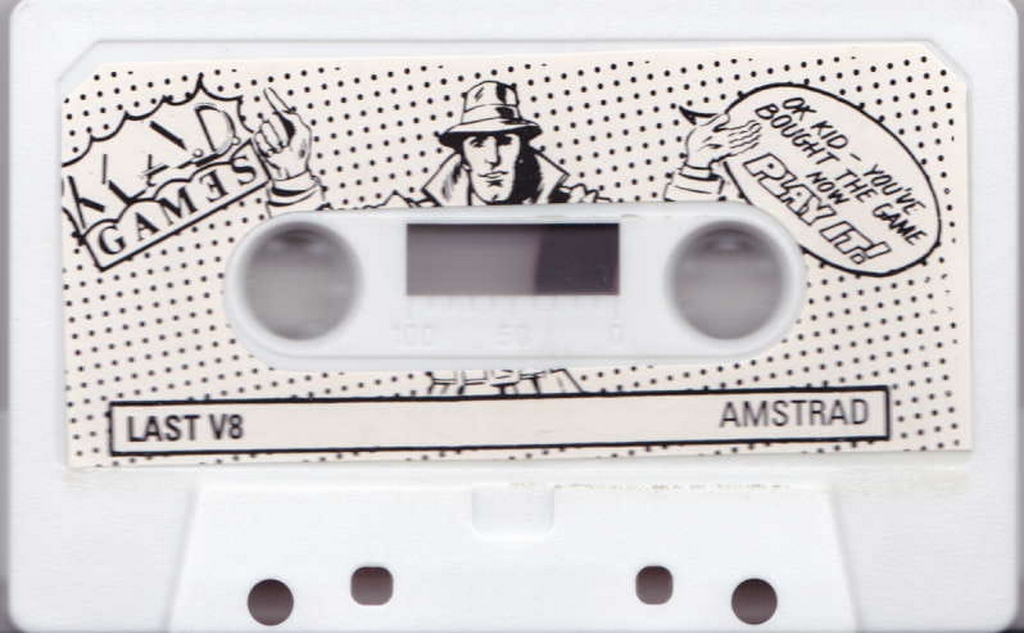 M.A.D.
GAMES
OK KID - YOU'VE
BOUGHT THE GAME
NOW
PLAY IT!
100 50 0
LAST V8
AMSTRAD